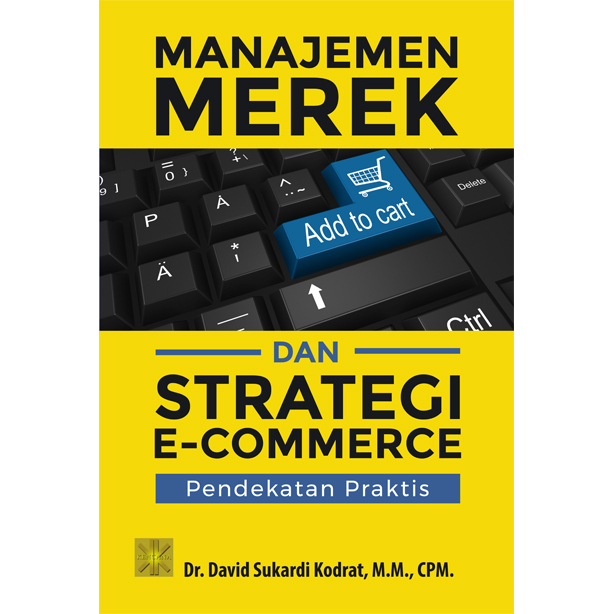 MANAJEMEN
MEREK
Delete
Add to cart
P
Å
Ä
Ctrl
DAN
STRATEGI
E-COMMERCE
Pendekatan Praktis
Dr. David Sukardi Kodrat, M.M., CPM.